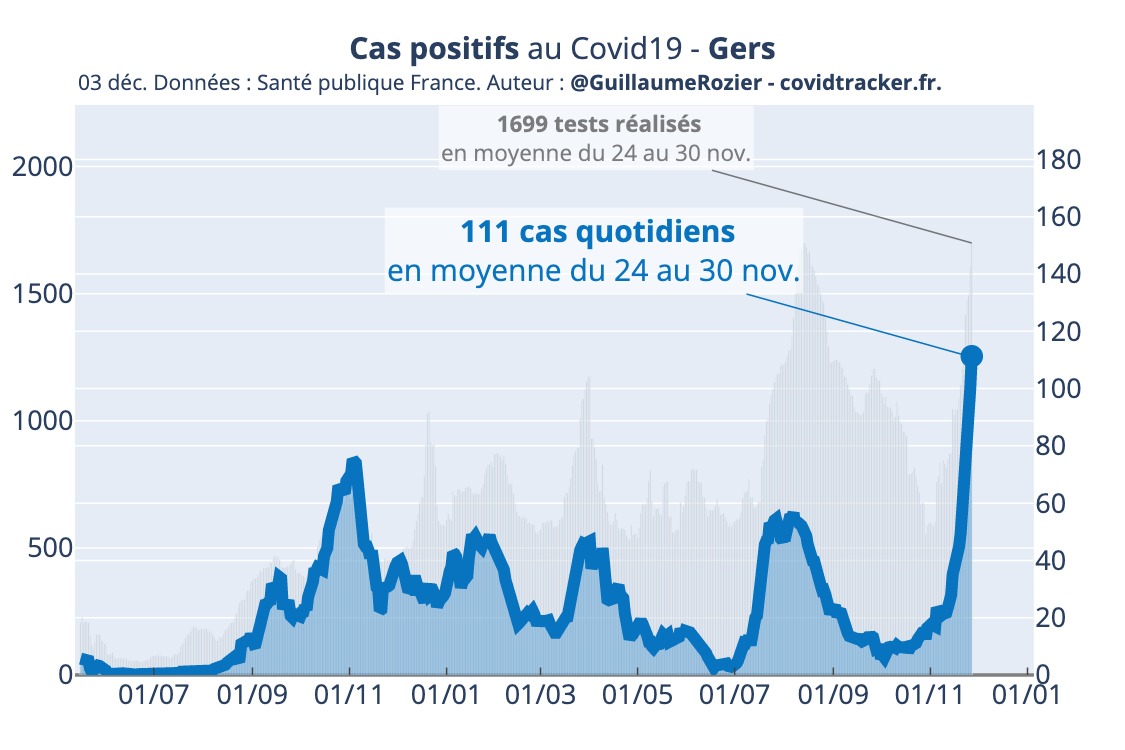 Cas positifs au Covid19 - Gers
03 déc. Données : Santé publique France. Auteur : @GuillaumeRozier - covidtracker.fr.
1699 tests réalisés
en moyenne du 24 au 30 nov.
111 cas quotidiens
en moyenne du 24 au 30 nov.
2000
1500
1000
500
0
180
160
140
120
100
80
60
40
20
0
01/07 01/09 01/11 01/01 01/03 01/05 01/07 01/09 01/11 01/01